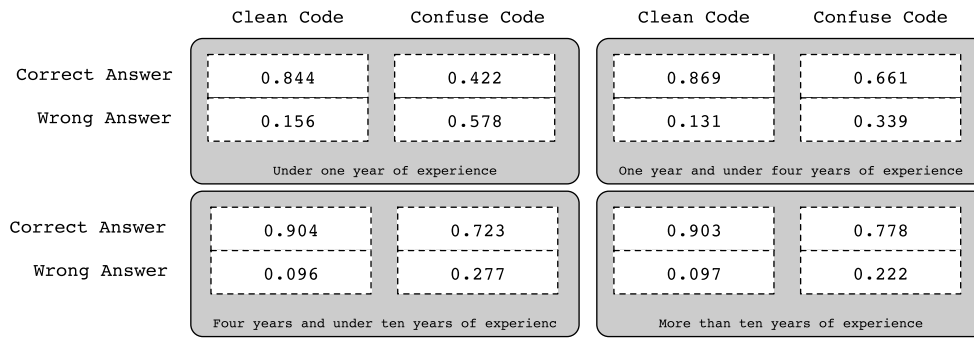 Clean Code Confuse Code Clean Code Confuse Code
Correct Answer 0.844 0.422 0.869 0.661
Wrong Answer 0.156 0.578 0.131 0.339
Under one year of experience One year and under four years of experience
Correct Answer 0.904 0.723 0.903 0.778
Wrong Answer 0.096 0.277 0.097 0.222
Four years and under ten years of experienc More than ten years of experience